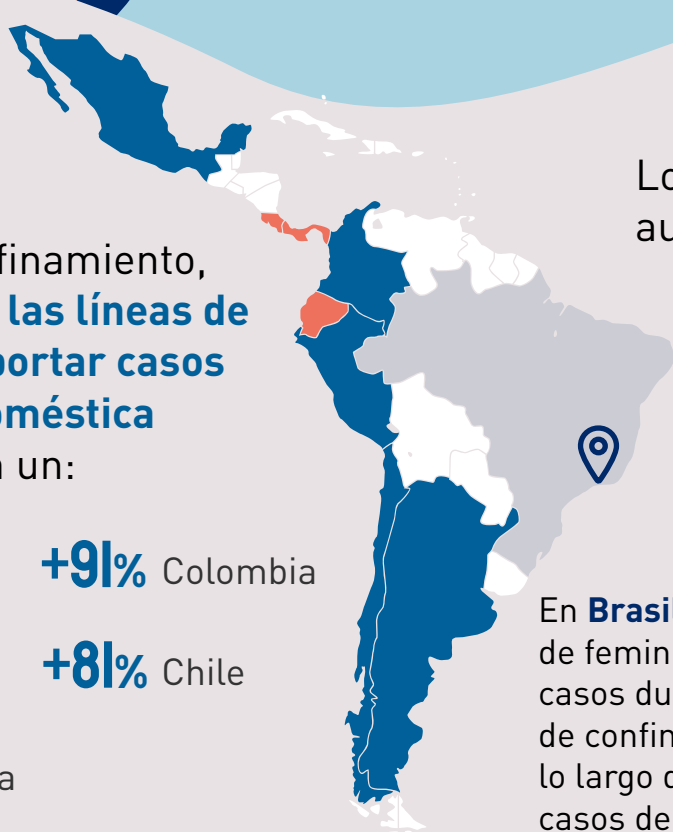 Lo
au
finamiento,
las líneas de
portar casos
oméstica
un:
+91% Colombia
+81% Chile
a
En Brasil
de femin
casos du
de confin
lo largo d
casos de